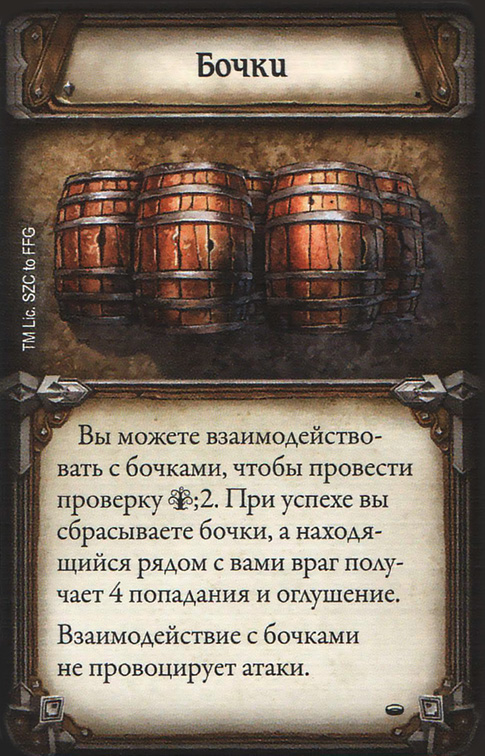 Бочки
TM Lic. SZC to FFG
Вы можете взаимодейство-
вать с бочками, чтобы провести
проверку ;2. При успехе вы
сбрасываете бочки, а находя-
щийся рядом с вами враг полу-
чает 4 попадания и оглушение.
Взаимодействие с бочками
не провоцирует атаки.